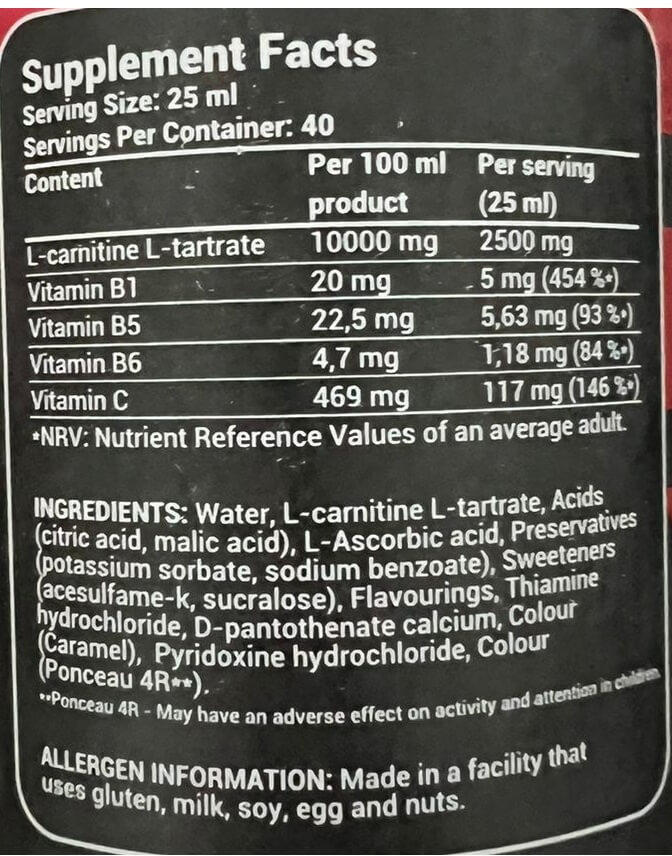 Supplement Facts
Serving Size: 25 ml
Servings Per Container: 40
Content Per 100 ml product Per serving (25 ml)
L-carnitine L-tartrate 10000 mg 2500 mg
Vitamin B1 20 mg 5 mg (454 %*)
Vitamin B5 22,5 mg 5,63 mg (93 %*)
Vitamin B6 4,7 mg 1,18 mg (84 %*)
Vitamin C 469 mg 117 mg (146 %*)
*NRV: Nutrient Reference Values of an average adult.
INGREDIENTS: Water, L-carnitine L-tartrate, Acids
(citric acid, malic acid), L-Ascorbic acid, Preservatives
(potassium sorbate, sodium benzoate), Sweeteners
(acesulfame-k, sucralose), Flavourings, Thiamine
hydrochloride, D-pantothenate calcium, Colour
(Caramel), Pyridoxine hydrochloride, Colour
(Ponceau 4R**).
**Ponceau 4R - May have an adverse effect on activity and attention in children.
ALLERGEN INFORMATION: Made in a facility that
uses gluten, milk, soy, egg and nuts.